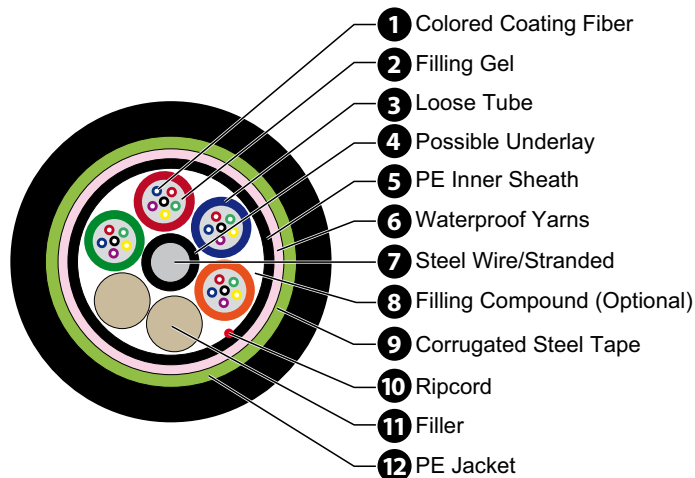 1 Colored Coating Fiber
2 Filling Gel
3 Loose Tube
4 Possible Underlay
5 PE Inner Sheath
6 Waterproof Yarns
7 Steel Wire/Stranded
8 Filling Compound (Optional)
9 Corrugated Steel Tape
10 Ripcord
11 Filler
12 PE Jacket